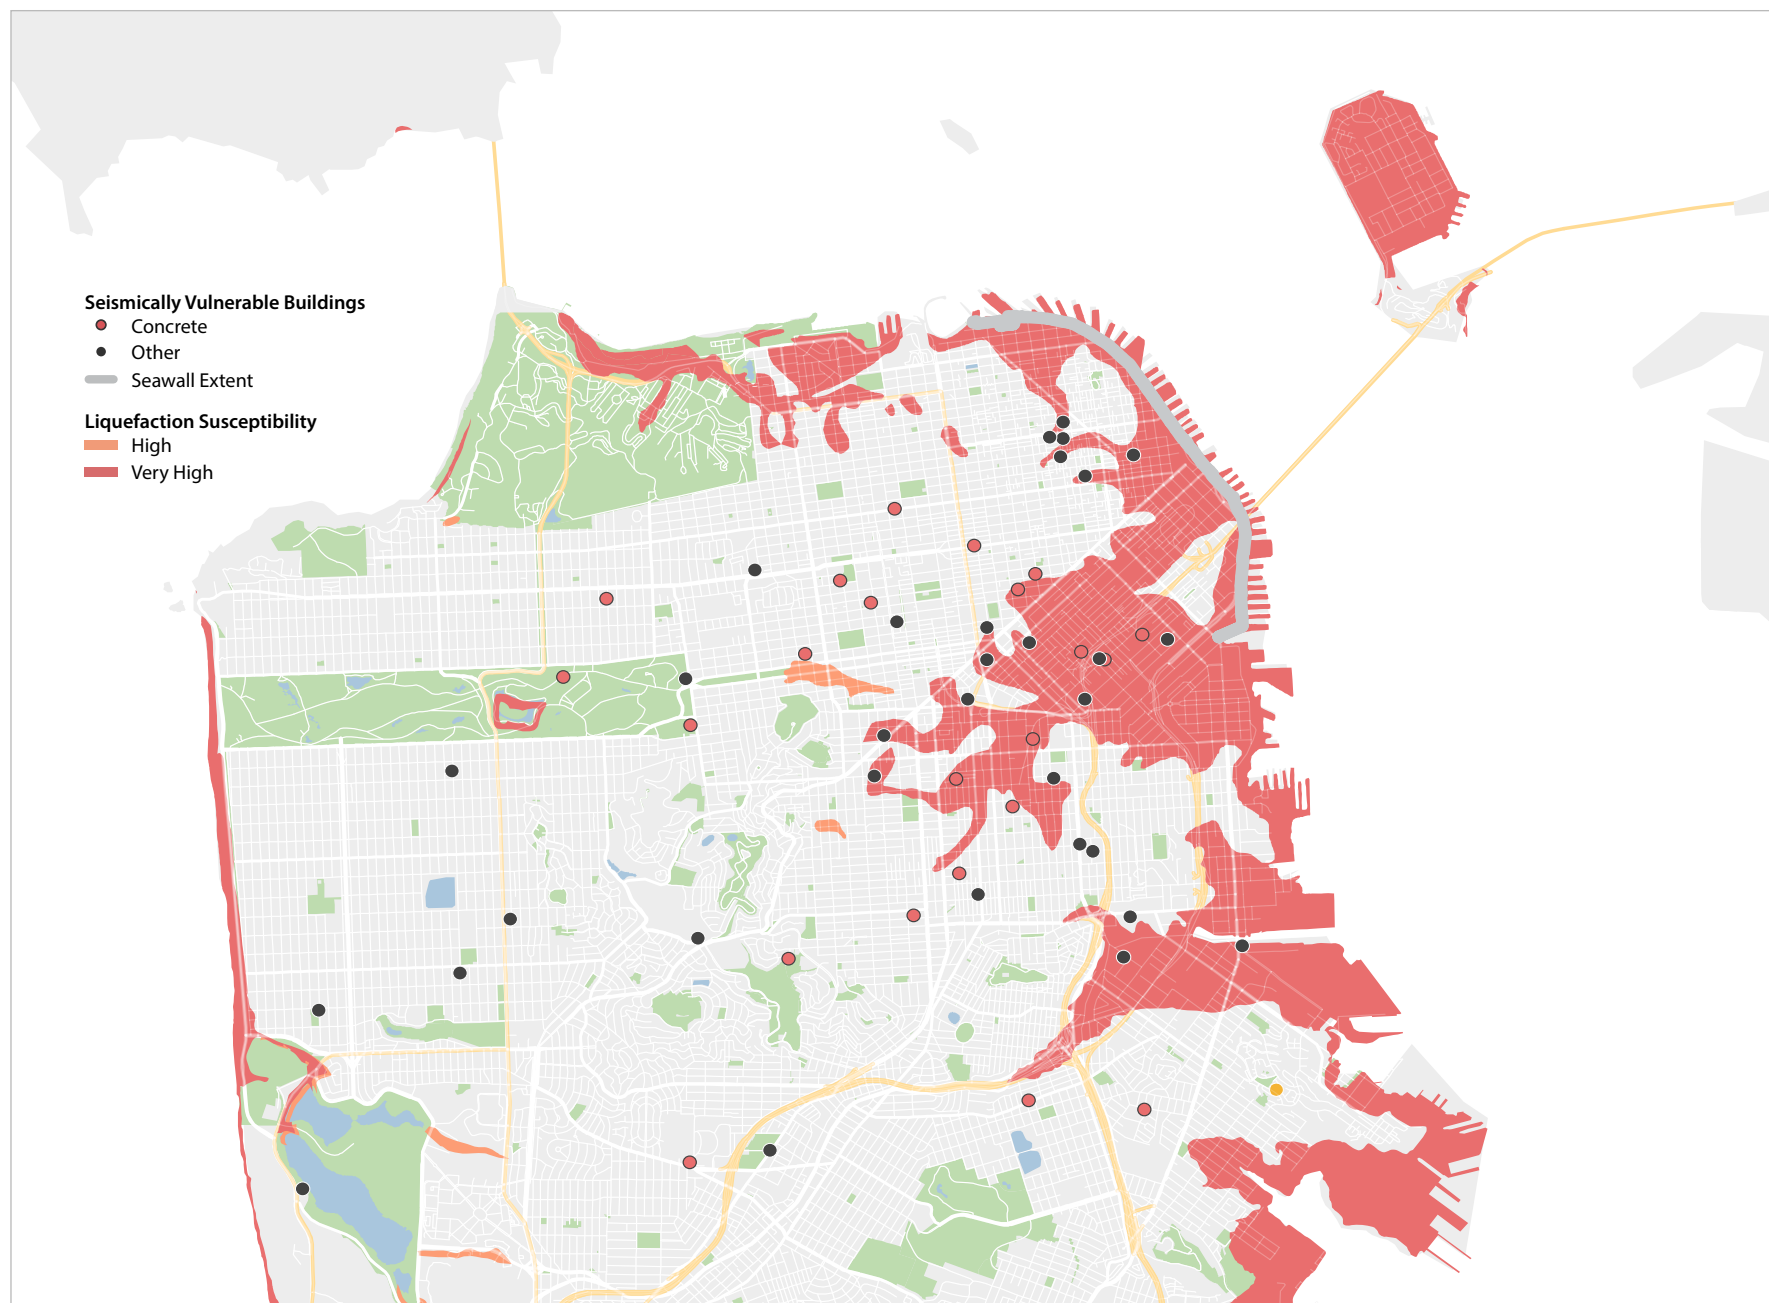 Seismically Vulnerable Buildings
Concrete
Other
Seawall Extent
Liquefaction Susceptibility
High
Very High